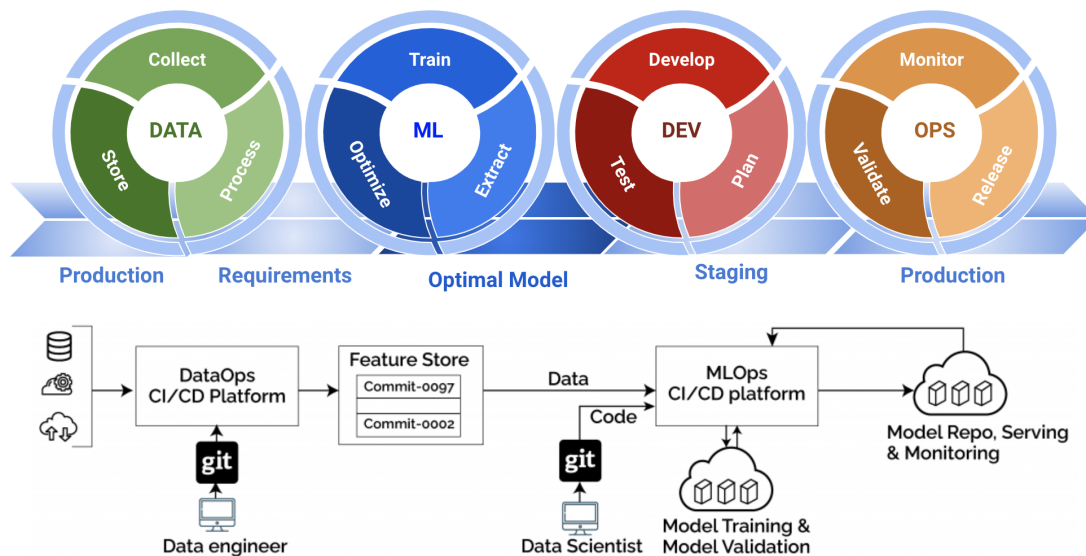 Collect
DATA
Store
Process
Train
ML
Optimize
Extract
Develop
DEV
Test
Plan
Monitor
OPS
Validate
Release
Production
Requirements
Optimal Model
Staging
Production
DataOps
CI/CD Platform
git
Data engineer
Feature Store
Commit-0097
Commit-0002
Data
Code
git
Data Scientist
MLOps
CI/CD platform
Model Training &
Model Validation
Model Repo, Serving
& Monitoring